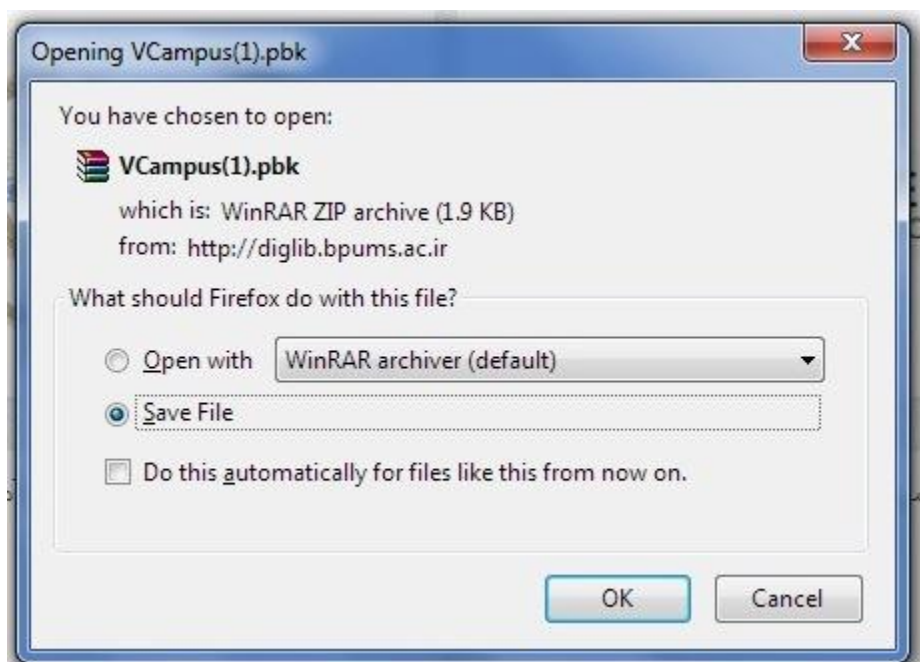 Opening VCampus(1).pbk
You have chosen to open:
VCampus(1).pbk
which is: WinRAR ZIP archive (1.9 KB)
from: http://diglib.bpums.ac.ir
What should Firefox do with this file?
Open with WinRAR archiver (default)
Save File
Do this automatically for files like this from now on.
OK Cancel